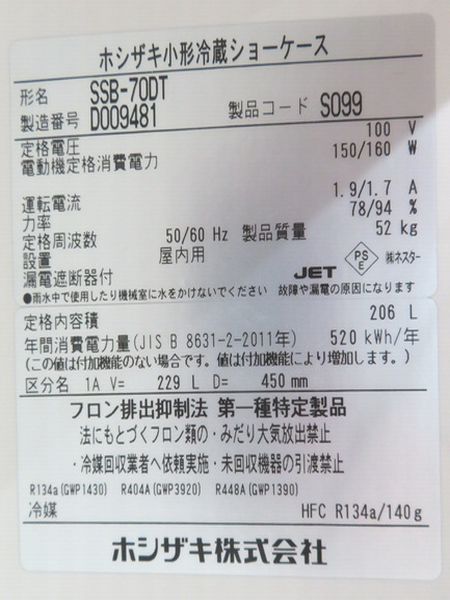 ホシザキ小形冷蔵ショーケース
形名 SSB-70DT
製造番号 D009481 製品コード S099
定格電圧 100 V
電動機定格消費電力 150/160 W
運転電流 1.9/1.7 A
力率 78/94 %
定格周波数 50/60 Hz 製品質量 52 kg
設置 屋内用
漏電遮断器付 JET PSE ㈱ネスター
●雨水中で使用したり機械室に水をかけないでください 故障や漏電の原因になります
定格内容積 206 L
年間消費電力量(JIS B 8631-2-2011年) 520 kWh/年
(この値は付加機能のない場合です。この値は付加機能により増加します。)
区分名 1A V= 229 L D= 450 mm
フロン排出抑制法 第一種特定製品
法にもとづくフロン類の・みだり大気放出禁止
・冷媒回収業者へ依頼実施・未回収機器の引渡禁止
R134a(GWP1430) R404A(GWP3920) R448A(GWP1390)
冷媒 HFC R134a/140g
ホシザキ株式会社